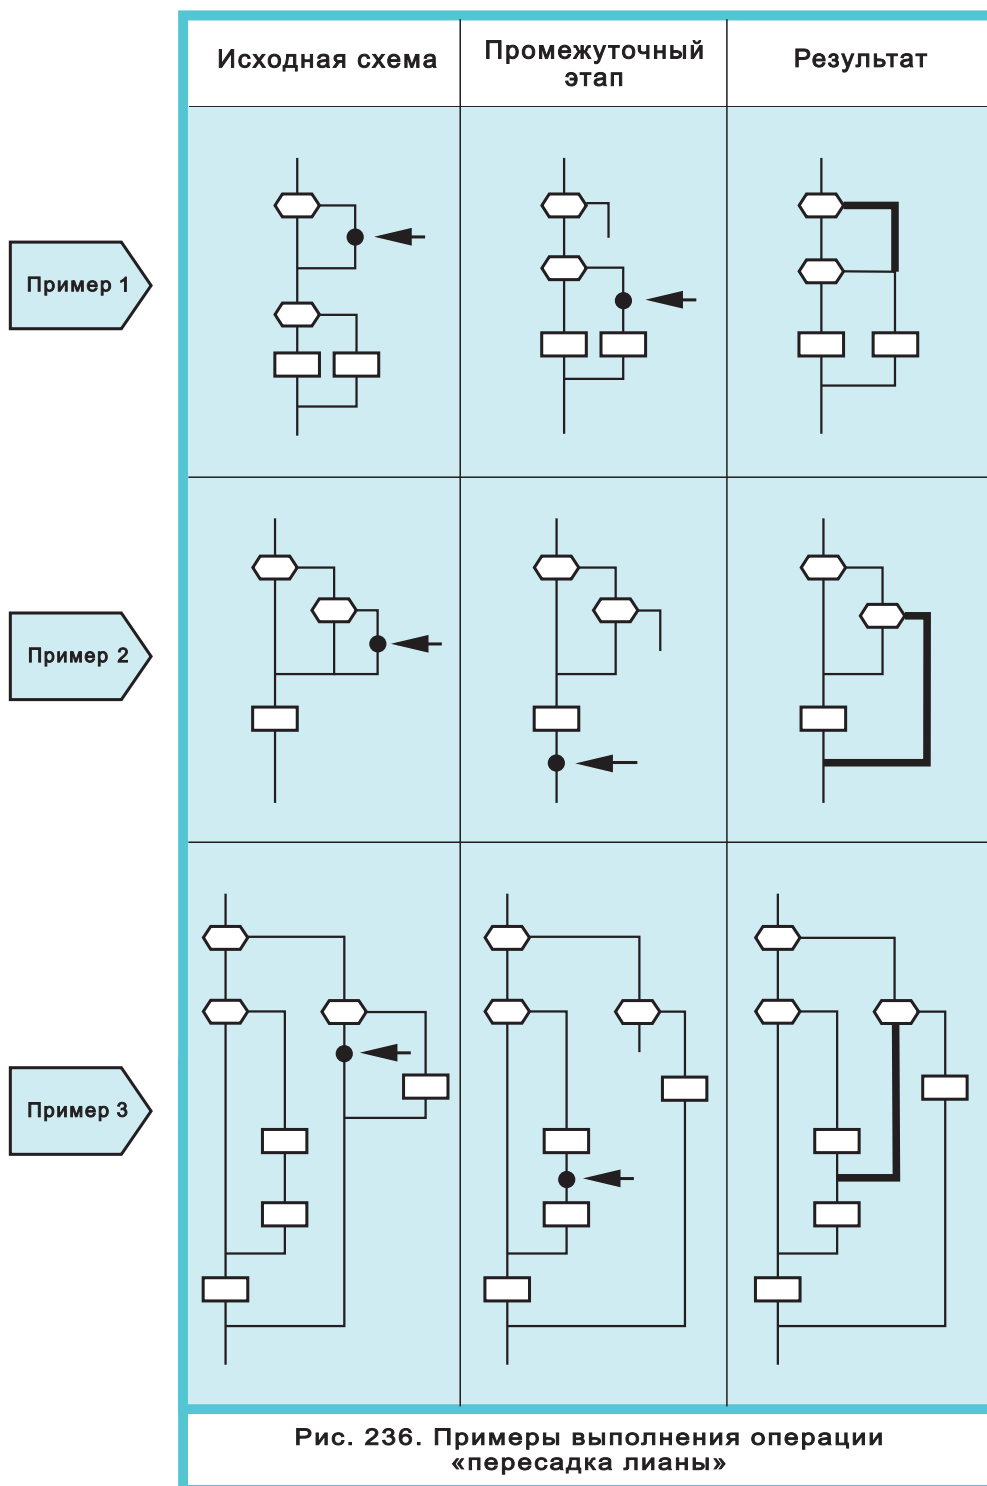 Исходная схема
Промежуточный
этап
Результат
Пример 1
Пример 2
Пример 3
Рис. 236. Примеры выполнения операции
«пересадка лианы»